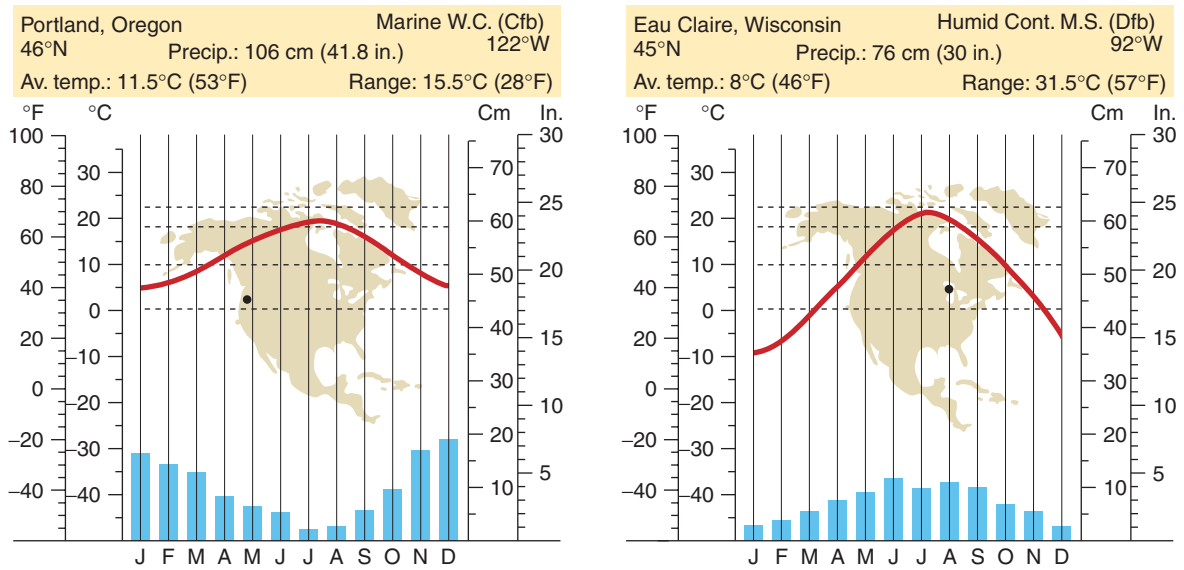 Portland, Oregon Marine W.C. (Cfb)
46°N Precip.: 106 cm (41.8 in.) 122°W
Av. temp.: 11.5°C (53°F) Range: 15.5°C (28°F)
°F °C Cm In.
100 30
30 70
80 25
20 60
60
10 50 20
40
0
40 15
20
–10
30
0 10
–20
20
–20 –30 5
10
–40 –40
J F M A M J J A S O N D
Eau Claire, Wisconsin Humid Cont. M.S. (Dfb)
45°N Precip.: 76 cm (30 in.) 92°W
Av. temp.: 8°C (46°F) Range: 31.5°C (57°F)
°F °C Cm In.
100 30
30 70
80 25
20 60
60
10 50 20
40
0
40 15
20
–10
30
0 10
–20
20
–20 –30 5
10
–40 –40
J F M A M J J A S O N D